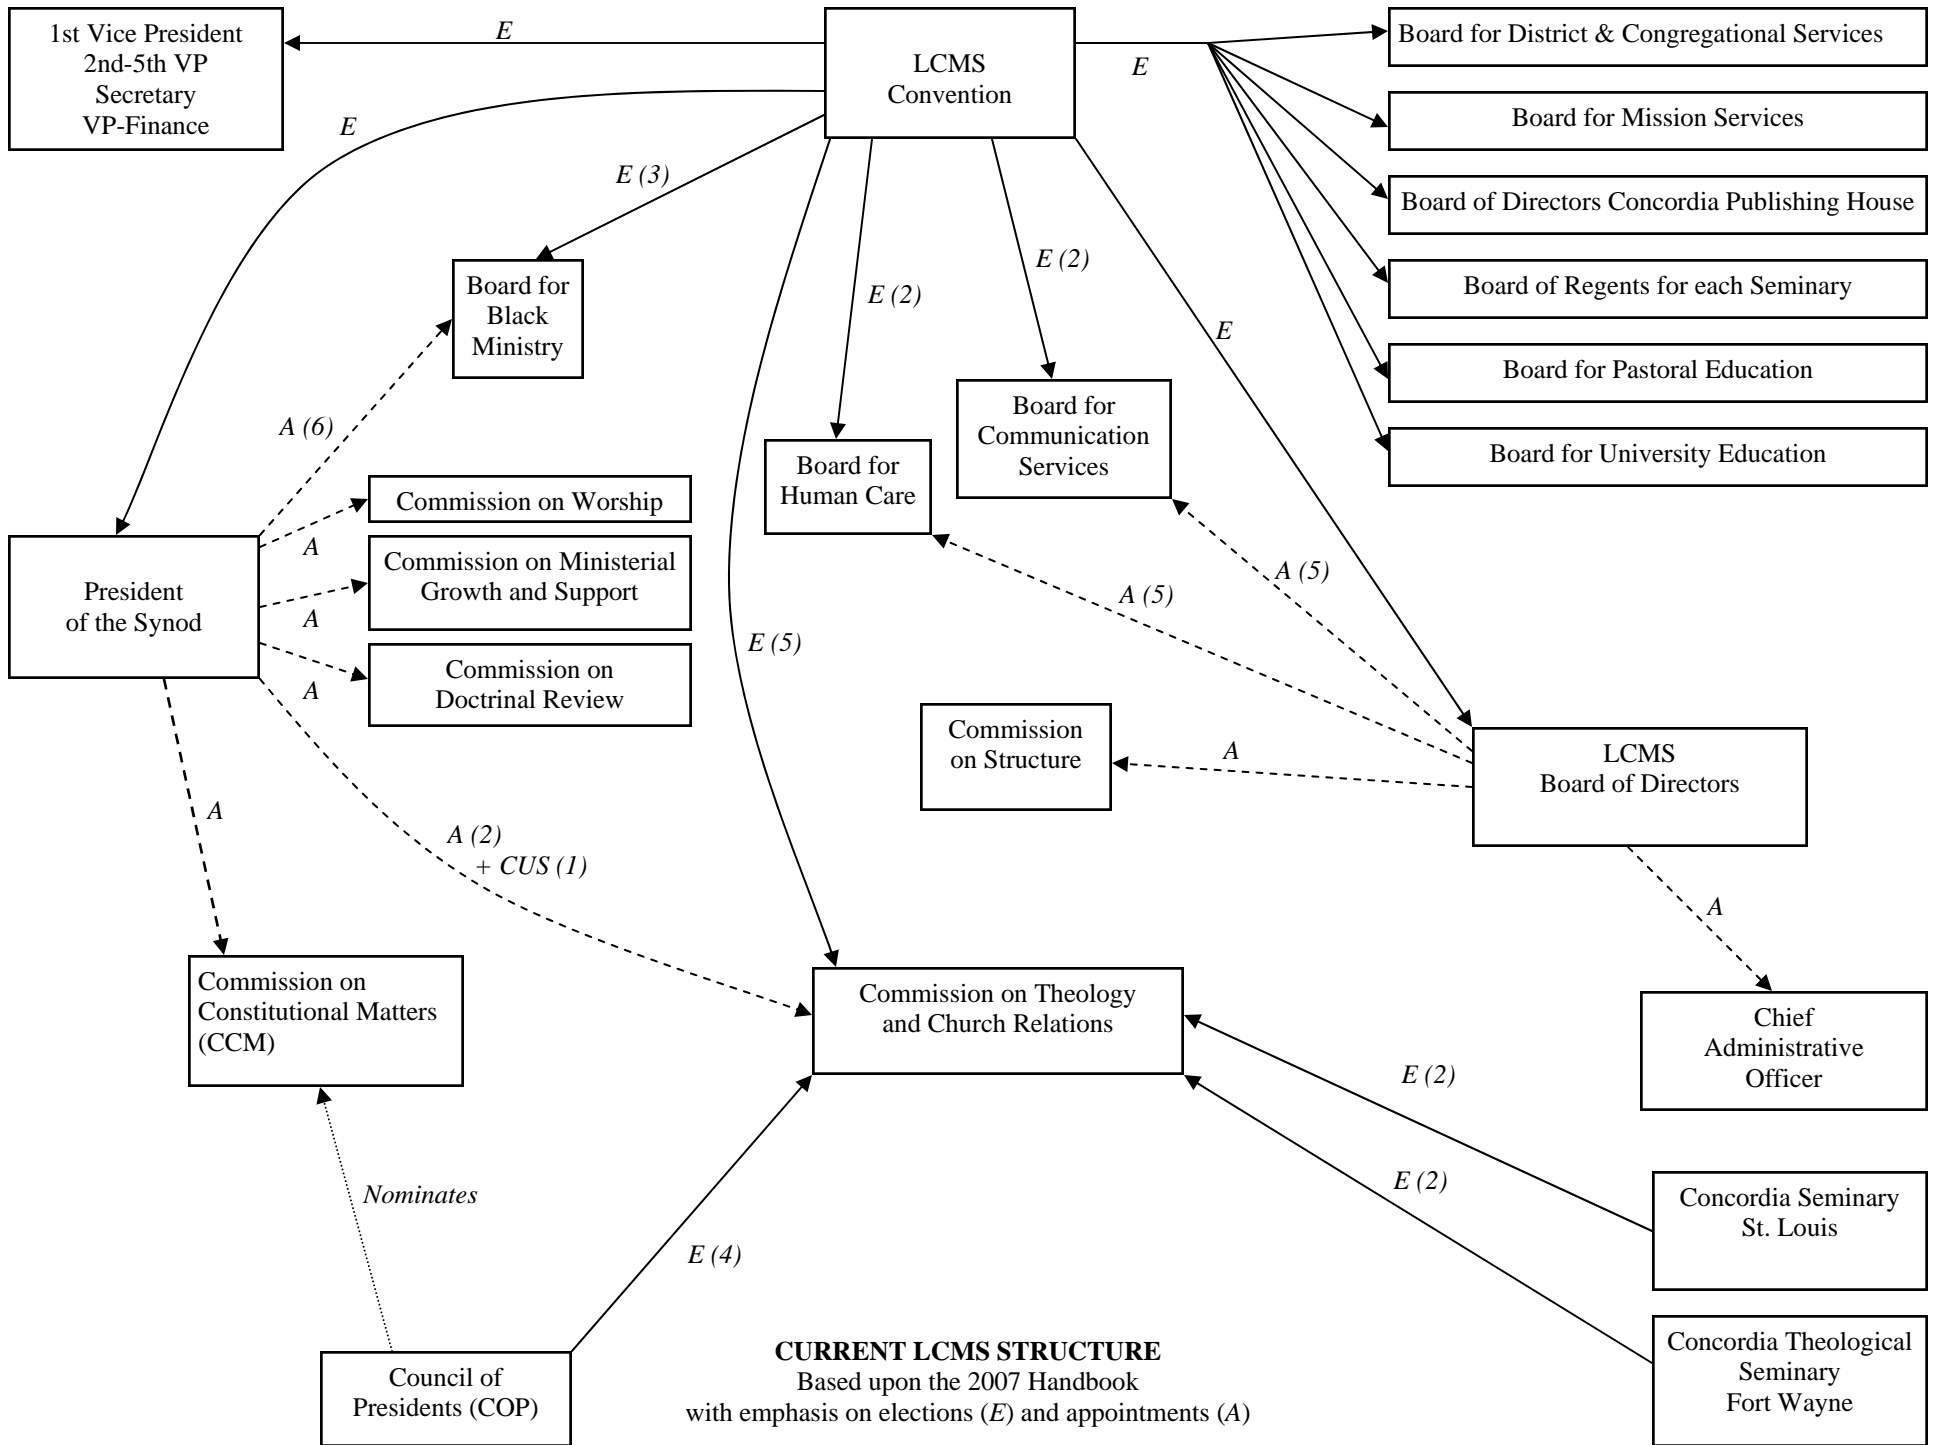 1st Vice President
2nd-5th VP
Secretary
VP-Finance
E
LCMS
Convention
E
Board for District & Congregational Services
Board for Mission Services
Board of Directors Concordia Publishing House
Board of Regents for each Seminary
Board for Pastoral Education
Board for University Education
E
E (3)
E (2)
E (2)
E
Board for
Black
Ministry
A (6)
Board for
Human Care
Board for
Communication
Services
Commission on Worship
A
President
of the Synod
Commission on Ministerial
Growth and Support
A
Commission on
Doctrinal Review
A
E (5)
A (5)
A (5)
Commission
on Structure
A
LCMS
Board of Directors
A
A (2)
+ CUS (1)
A
Commission on
Constitutional Matters
(CCM)
Commission on Theology
and Church Relations
Chief
Administrative
Officer
E (2)
E (2)
Nominates
E (4)
Concordia Seminary
St. Louis
Concordia Theological
Seminary
Fort Wayne
Council of
Presidents (COP)
CURRENT LCMS STRUCTURE
Based upon the 2007 Handbook
with emphasis on elections (E) and appointments (A)